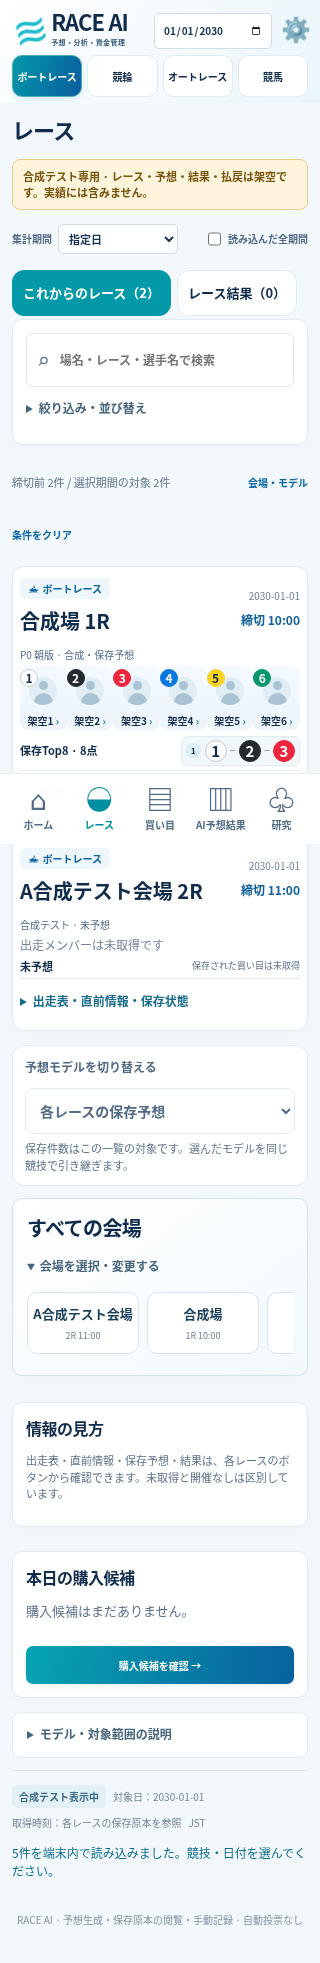 RACE AI
予想・分析・資金管理
01/01/2030
ボートレース
競輪
オートレース
競馬
レース
合成テスト専用・レース・予想・結果・払戻は架空で
す。実績には含みません。
集計期間
指定日
読み込んだ全期間
これからのレース（2）
レース結果（0）
場名・レース・選手名で検索
絞り込み・並び替え
締切前 2件 / 選択期間の対象 2件
会場・モデル
条件をクリア
ボートレース
2030-01-01
合成場 1R
締切 10:00
P0 朝版・合成・保存予想
1 2 3 4 5 6
架空1 › 架空2 › 架空3 › 架空4 › 架空5 › 架空6 ›
保存Top8・8点
1 1 – 2 – 3
ホーム
レース
買い目
AI予想結果
研究
ボートレース
2030-01-01
A合成テスト会場 2R
締切 11:00
合成テスト・未予想
出走メンバーは未取得です
未予想
保存された買い目は未取得
出走表・直前情報・保存状態
予想モデルを切り替える
各レースの保存予想
保存件数はこの一覧の対象です。選んだモデルを同じ
競技で引き継ぎます。
すべての会場
会場を選択・変更する
A合成テスト会場
2R 11:00
合成場
1R 10:00
情報の見方
出走表・直前情報・保存予想・結果は、各レースのボ
タンから確認できます。未取得と開催なしは区別して
います。
本日の購入候補
購入候補はまだありません。
購入候補を確認 →
モデル・対象範囲の説明
合成テスト表示中
対象日：2030-01-01
取得時刻：各レースの保存原本を参照 JST
5件を端末内で読み込みました。競技・日付を選んでく
ださい。
RACE AI・予想生成・保存原本の閲覧・手動記録・自動投票なし